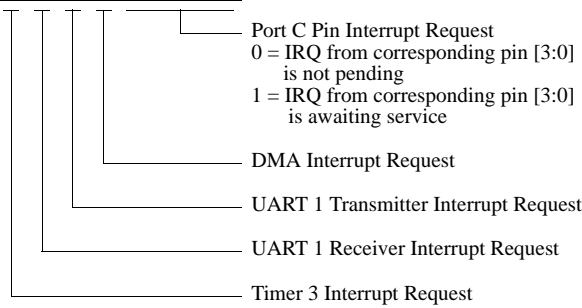 Port C Pin Interrupt Request
0 = IRQ from corresponding pin [3:0]
is not pending
1 = IRQ from corresponding pin [3:0]
is awaiting service
DMA Interrupt Request
UART 1 Transmitter Interrupt Request
UART 1 Receiver Interrupt Request
Timer 3 Interrupt Request